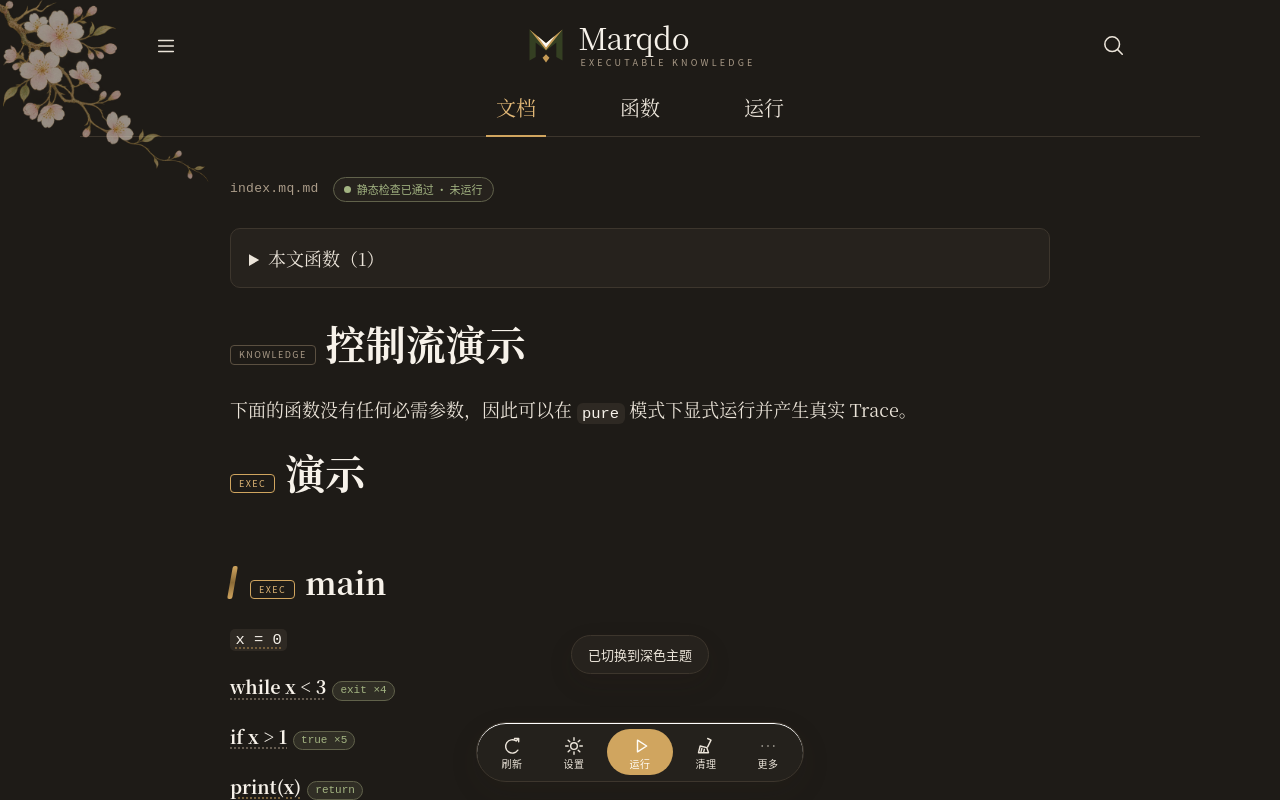 Marqdo
EXECUTABLE KNOWLEDGE
文档 函数 运行
index.mq.md 静态检查已通过 · 未运行
▶ 本文函数（1）
KNOWLEDGE 控制流演示
下面的函数没有任何必需参数，因此可以在 pure 模式下显式运行并产生真实 Trace。
EXEC 演示
EXEC main
x = 0
已切换到深色主题
while x < 3 exit ×4
if x > 1 true ×5
print(x) return
刷新 设置 运行 清理 更多